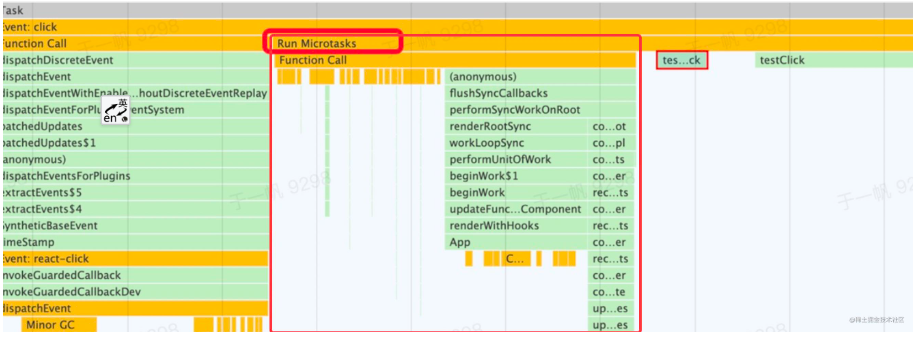 Task
Event: click
Function Call
Run Microtasks
dispatchDiscreteEvent
Function Call
tes...ck
testClick
dispatchEvent
(anonymous)
dispatchEventWithEnable...houtDiscreteEventReplay
flushSyncCallbacks
英
en
performSyncWorkOnRoot
batchedUpdates
renderRootSync
co...ot
batchedUpdates$1
workLoopSync
co...pl
(anonymous)
performUnitOfWork
co...ts
dispatchEventsForPlugins
beginWork$1
co...er
extractEvents$5
beginWork
rec...ts
extractEvents$4
updateFunc...Component
co...er
SyntheticBaseEvent
renderWithHooks
rec...ts
timeStamp
App
co...er
Event: react-click
C...
rec...ts
invokeGuardedCallback
co...er
invokeGuardedCallbackDev
co...te
dispatchEvent
up...es
Minor GC
up...es
于一帆 9298
@稀土掘金技术社区